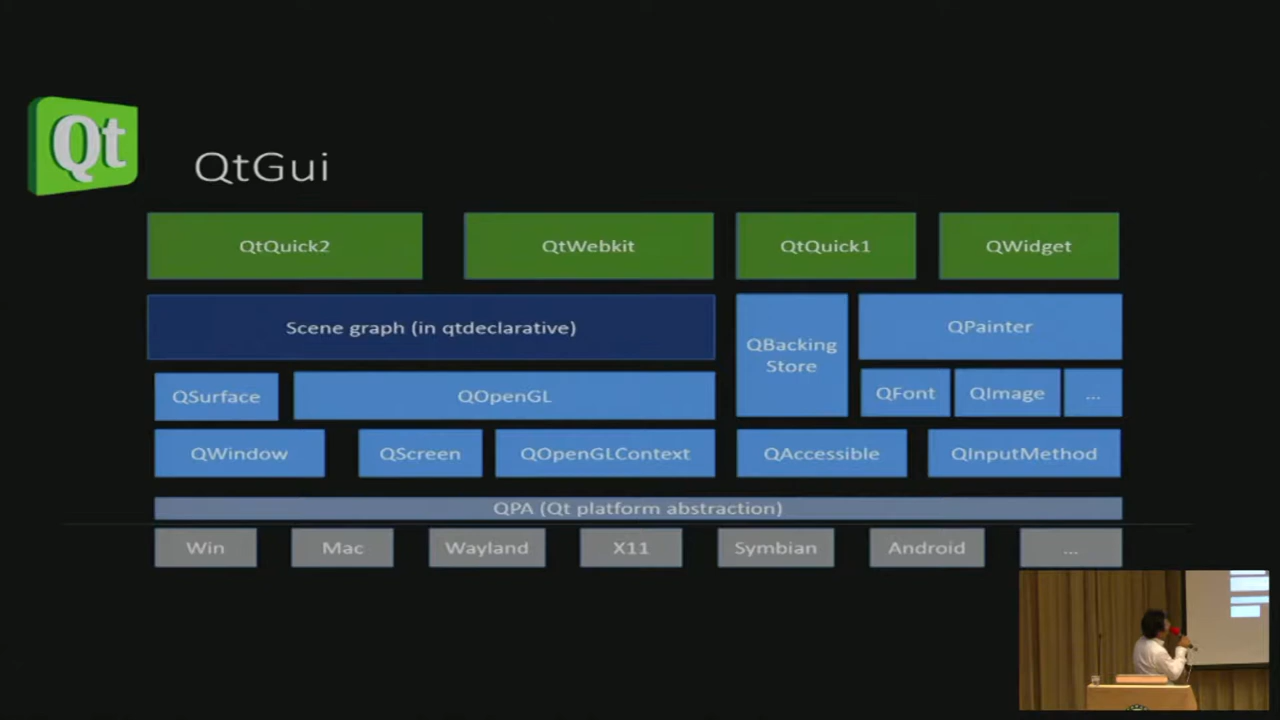 Qt
QtGui
QtQuick2
QtWebkit
QtQuick1
QWidget
Scene graph (in qtdeclarative)
QBacking
Store
QPainter
QSurface
QOpenGL
QFont
QImage
...
QWindow
QScreen
QOpenGLContext
QAccessible
QInputMethod
QPA (Qt platform abstraction)
Win
Mac
Wayland
X11
Symbian
Android
...